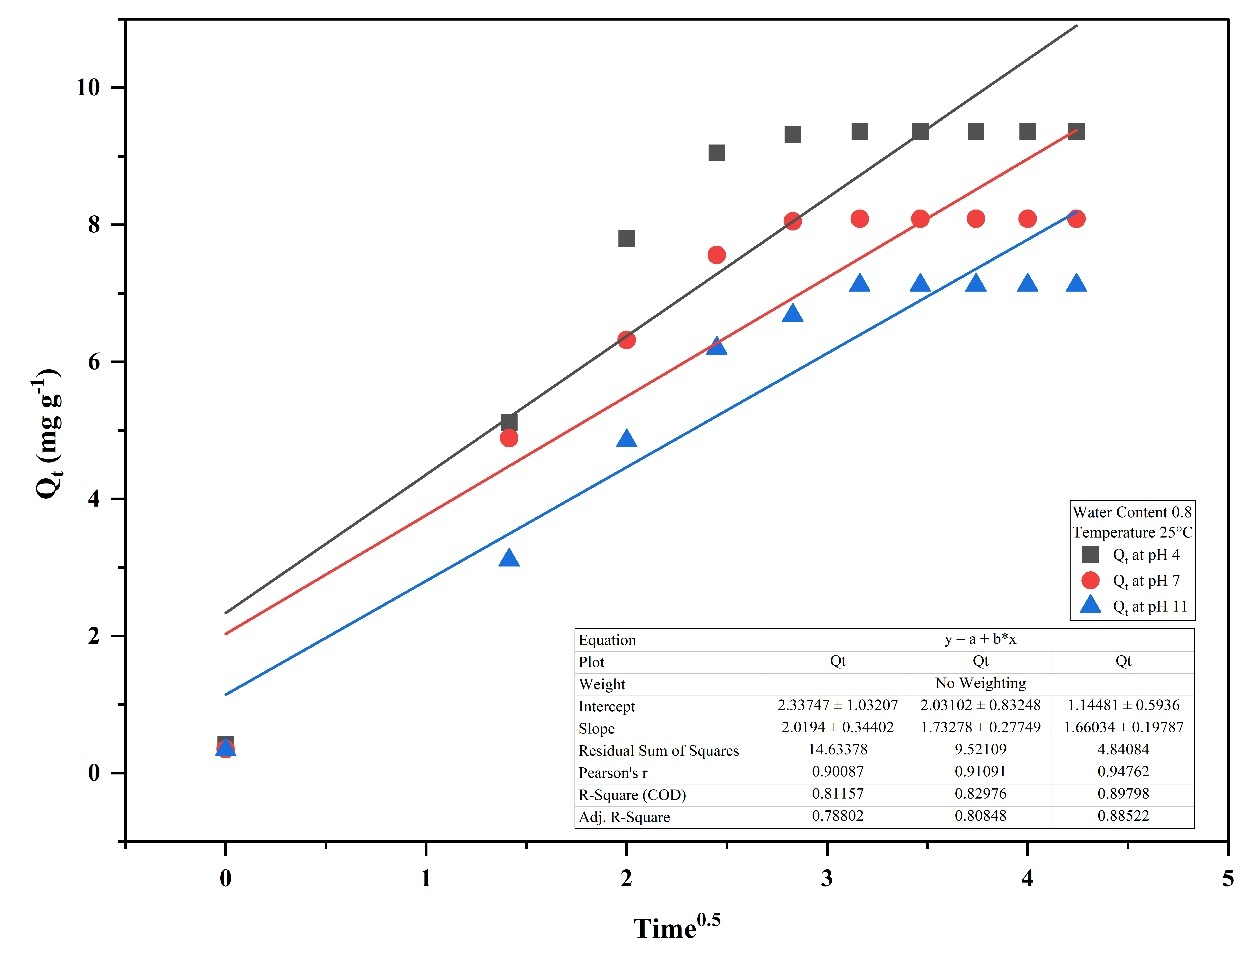 10
8
6
4
2
0
Qt (mg g-1)
Water Content 0.8
Temperature 25°C
Qt at pH 4
Qt at pH 7
Qt at pH 11
Equation y = a + b*x
Plot Qt Qt Qt
Weight No Weighting
Intercept 2.33747 ± 1.03207 2.03102 ± 0.83248 1.14481 ± 0.5936
Slope 2.0194 ± 0.34402 1.73278 ± 0.27749 1.66034 ± 0.19787
Residual Sum of Squares 14.63378 9.52109 4.84084
Pearson's r 0.90087 0.91091 0.94762
R-Square (COD) 0.81157 0.82976 0.89798
Adj. R-Square 0.78802 0.80848 0.88522
0 1 2 3 4 5
Time0.5